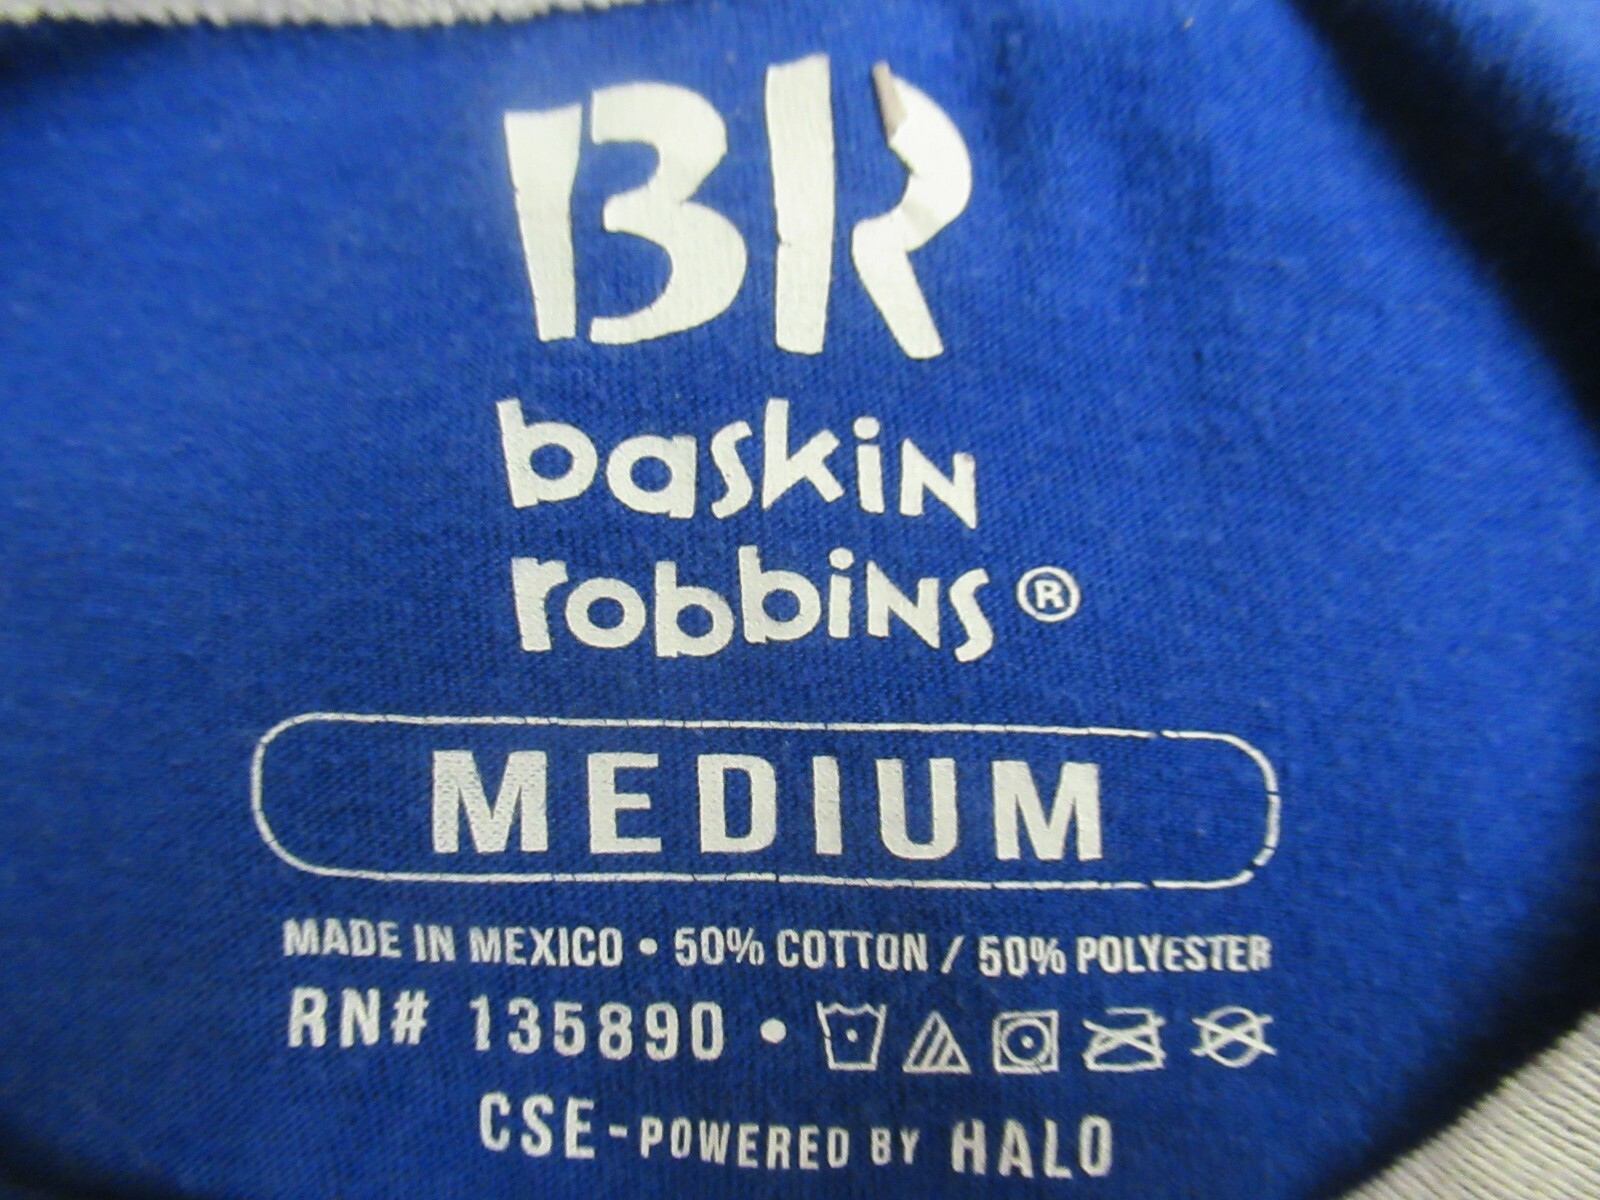 BR
baskin
robbins®
MEDIUM
MADE IN MEXICO • 50% COTTON / 50% POLYESTER
RN# 135890 •
CSE-POWERED BY HALO